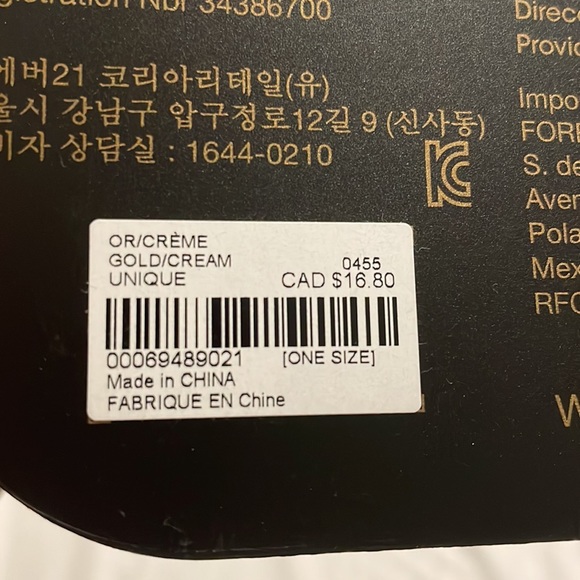 gistration Nbr 34386700
에버21 코리아리테일(유)
울시 강남구 압구정로12길 9 (신사동)
비자 상담실 : 1644-0210
Direc
Provid
Impo
FORE
S. de
Aven
Pola
Mex
RFC
W
OR/CRÈME
GOLD/CREAM 0455
UNIQUE CAD $16.80
00069489021 [ONE SIZE]
Made in CHINA
FABRIQUE EN Chine